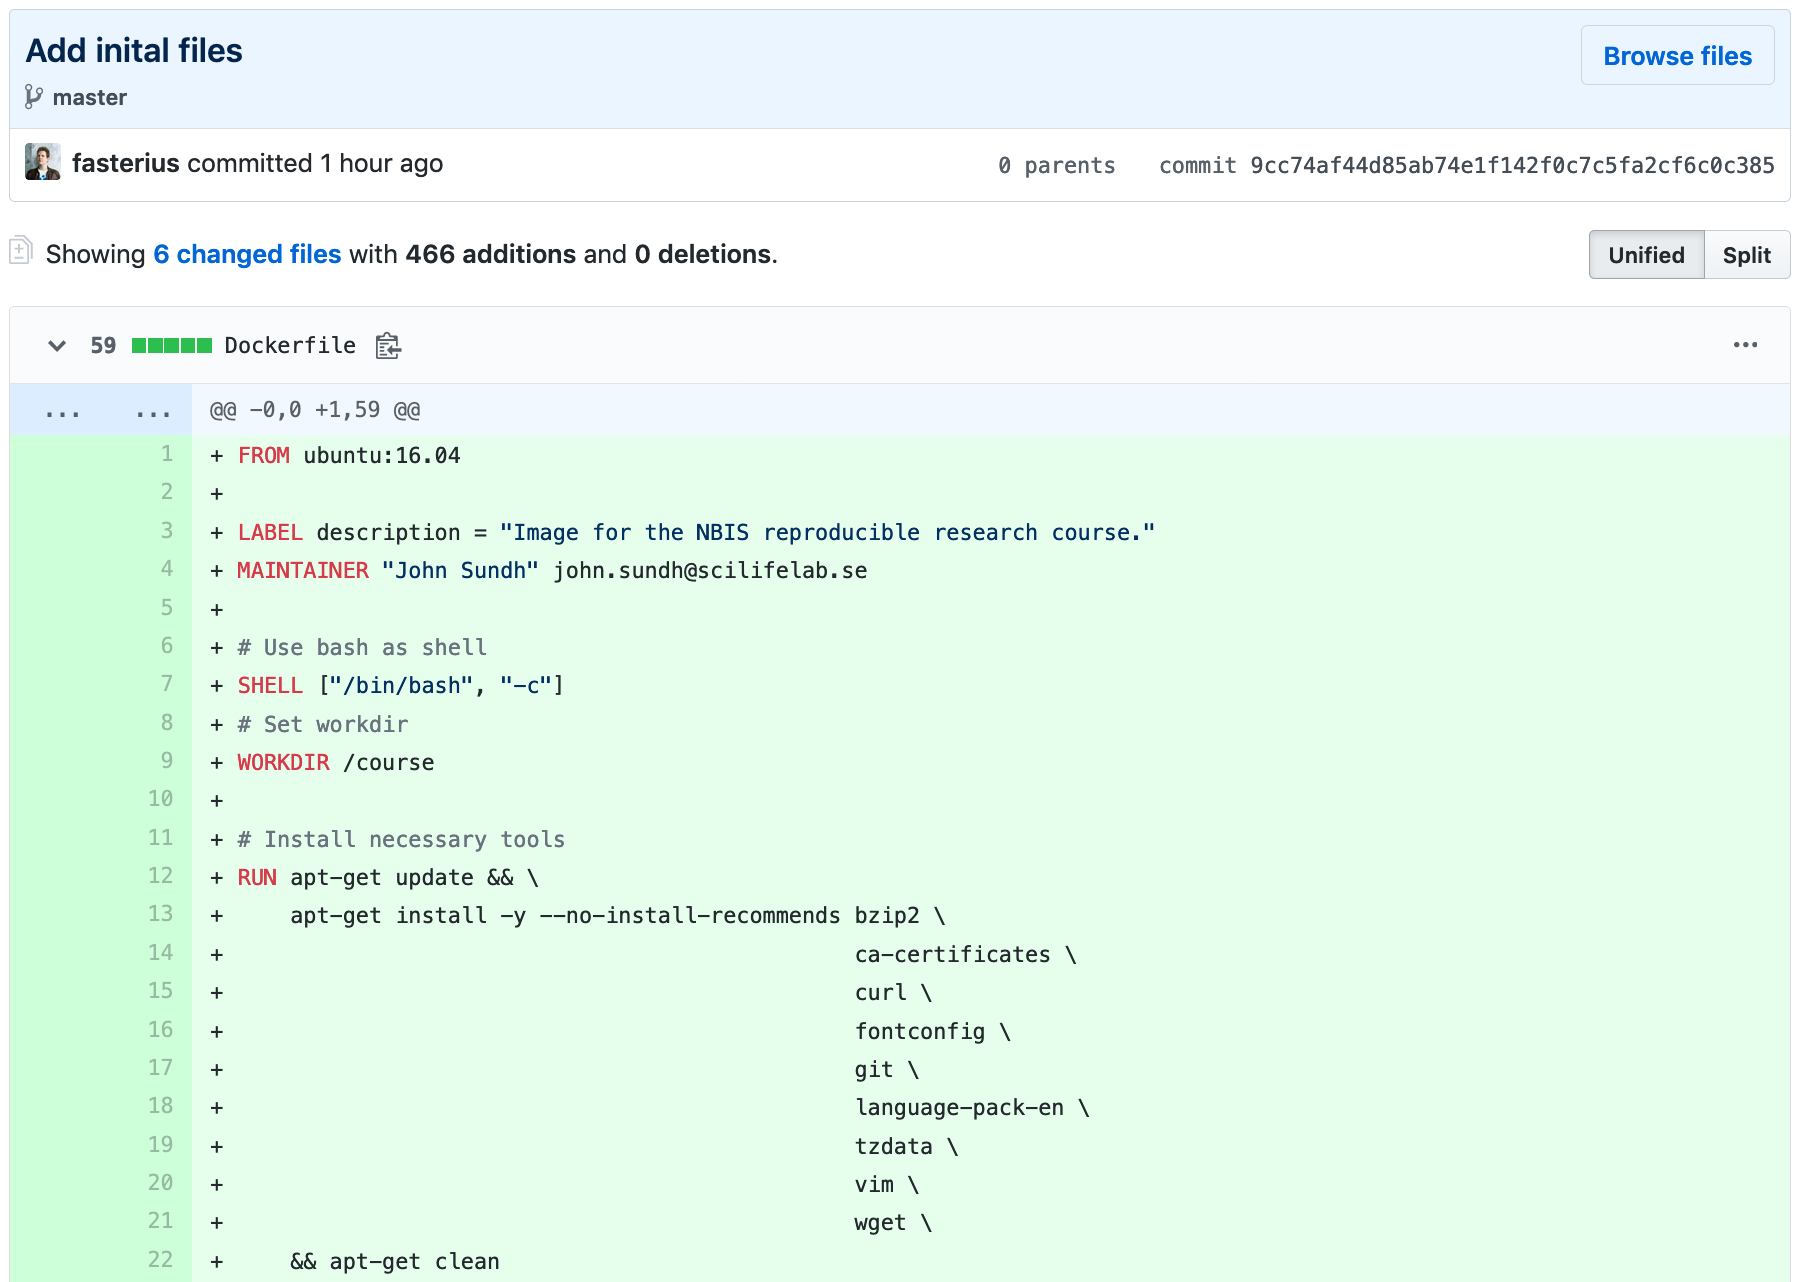 Add inital files
Browse files
master
fasterius committed 1 hour ago
0 parents commit 9cc74af44d85ab74e1f142f0c7c5fa2cf6c0c385
Showing 6 changed files with 466 additions and 0 deletions.
Unified Split
59 Dockerfile
... ... @@ -0,0 +1,59 @@
1 + FROM ubuntu:16.04
2 +
3 + LABEL description = "Image for the NBIS reproducible research course."
4 + MAINTAINER "John Sundh" john.sundh@scilifelab.se
5 +
6 + # Use bash as shell
7 + SHELL ["/bin/bash", "-c"]
8 + # Set workdir
9 + WORKDIR /course
10 +
11 + # Install necessary tools
12 + RUN apt-get update && \
13 +     apt-get install -y --no-install-recommends bzip2 \
14 +                                                ca-certificates \
15 +                                                curl \
16 +                                                fontconfig \
17 +                                                git \
18 +                                                language-pack-en \
19 +                                                tzdata \
20 +                                                vim \
21 +                                                wget \
22 +     && apt-get clean